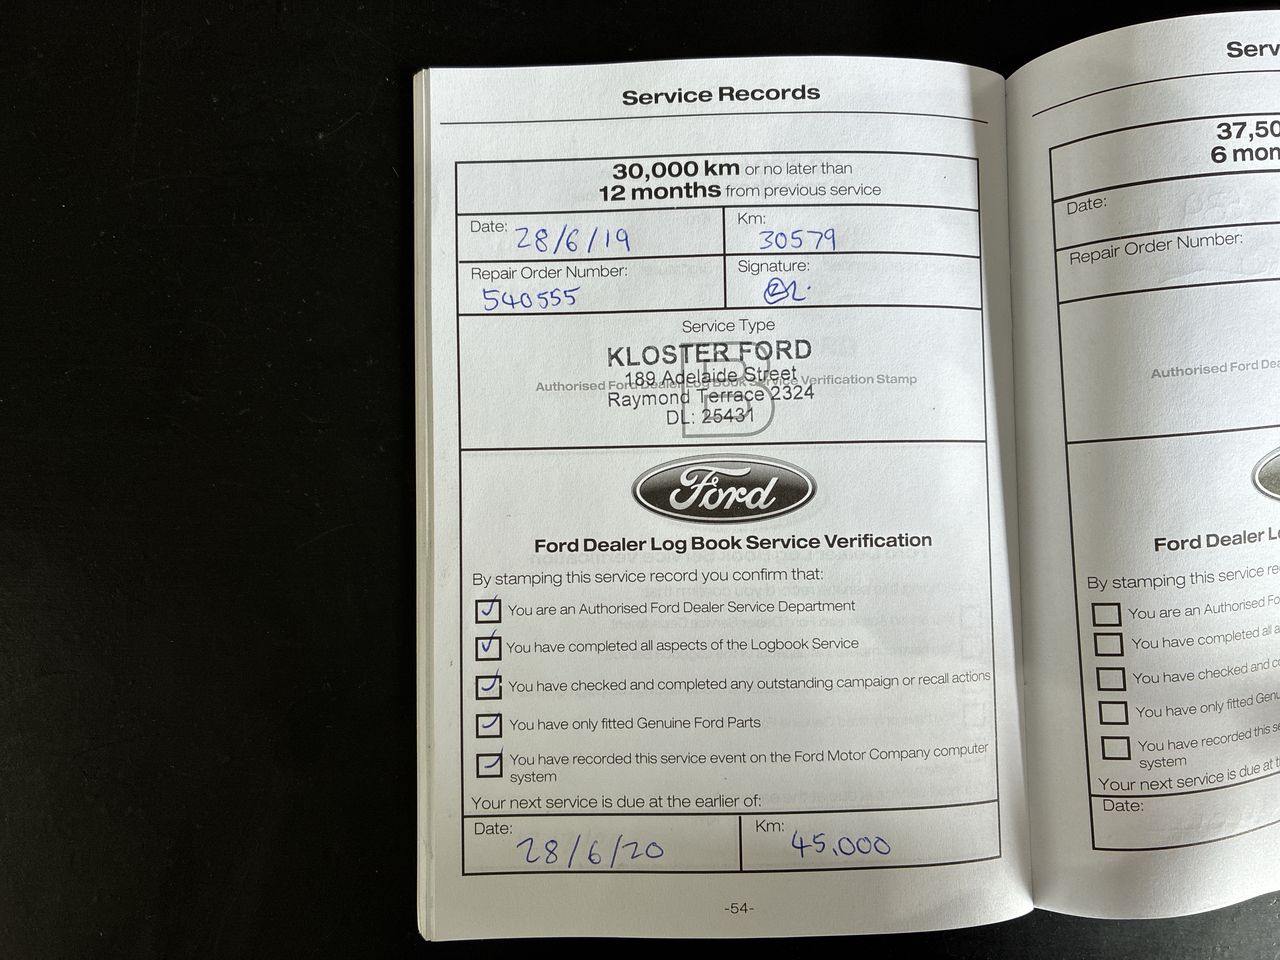 Service Records
30,000 km or no later than
12 months from previous service
Date: 28/6/19
Km: 30579
Repair Order Number: 540555
Signature:
Service Type
KLOSTER FORD
189 Adelaide Street
Authorised Ford Dealer Log Book Service Verification Stamp
Raymond Terrace 2324
DL: 25431
B
Ford
Ford Dealer Log Book Service Verification
By stamping this service record you confirm that:
You are an Authorised Ford Dealer Service Department
You have completed all aspects of the Logbook Service
You have checked and completed any outstanding campaign or recall actions
You have only fitted Genuine Ford Parts
You have recorded this service event on the Ford Motor Company computer
system
Your next service is due at the earlier of:
Date: 28/6/20
Km: 45.000
-54-
Serv
37,50
6 mon
Date:
Repair Order Number:
Authorised Ford Dea
Ford Dealer L
By stamping this service re
You are an Authorised Fo
You have completed all a
You have checked and co
You have only fitted Genu
You have recorded this se
system
Your next service is due at t
Date: